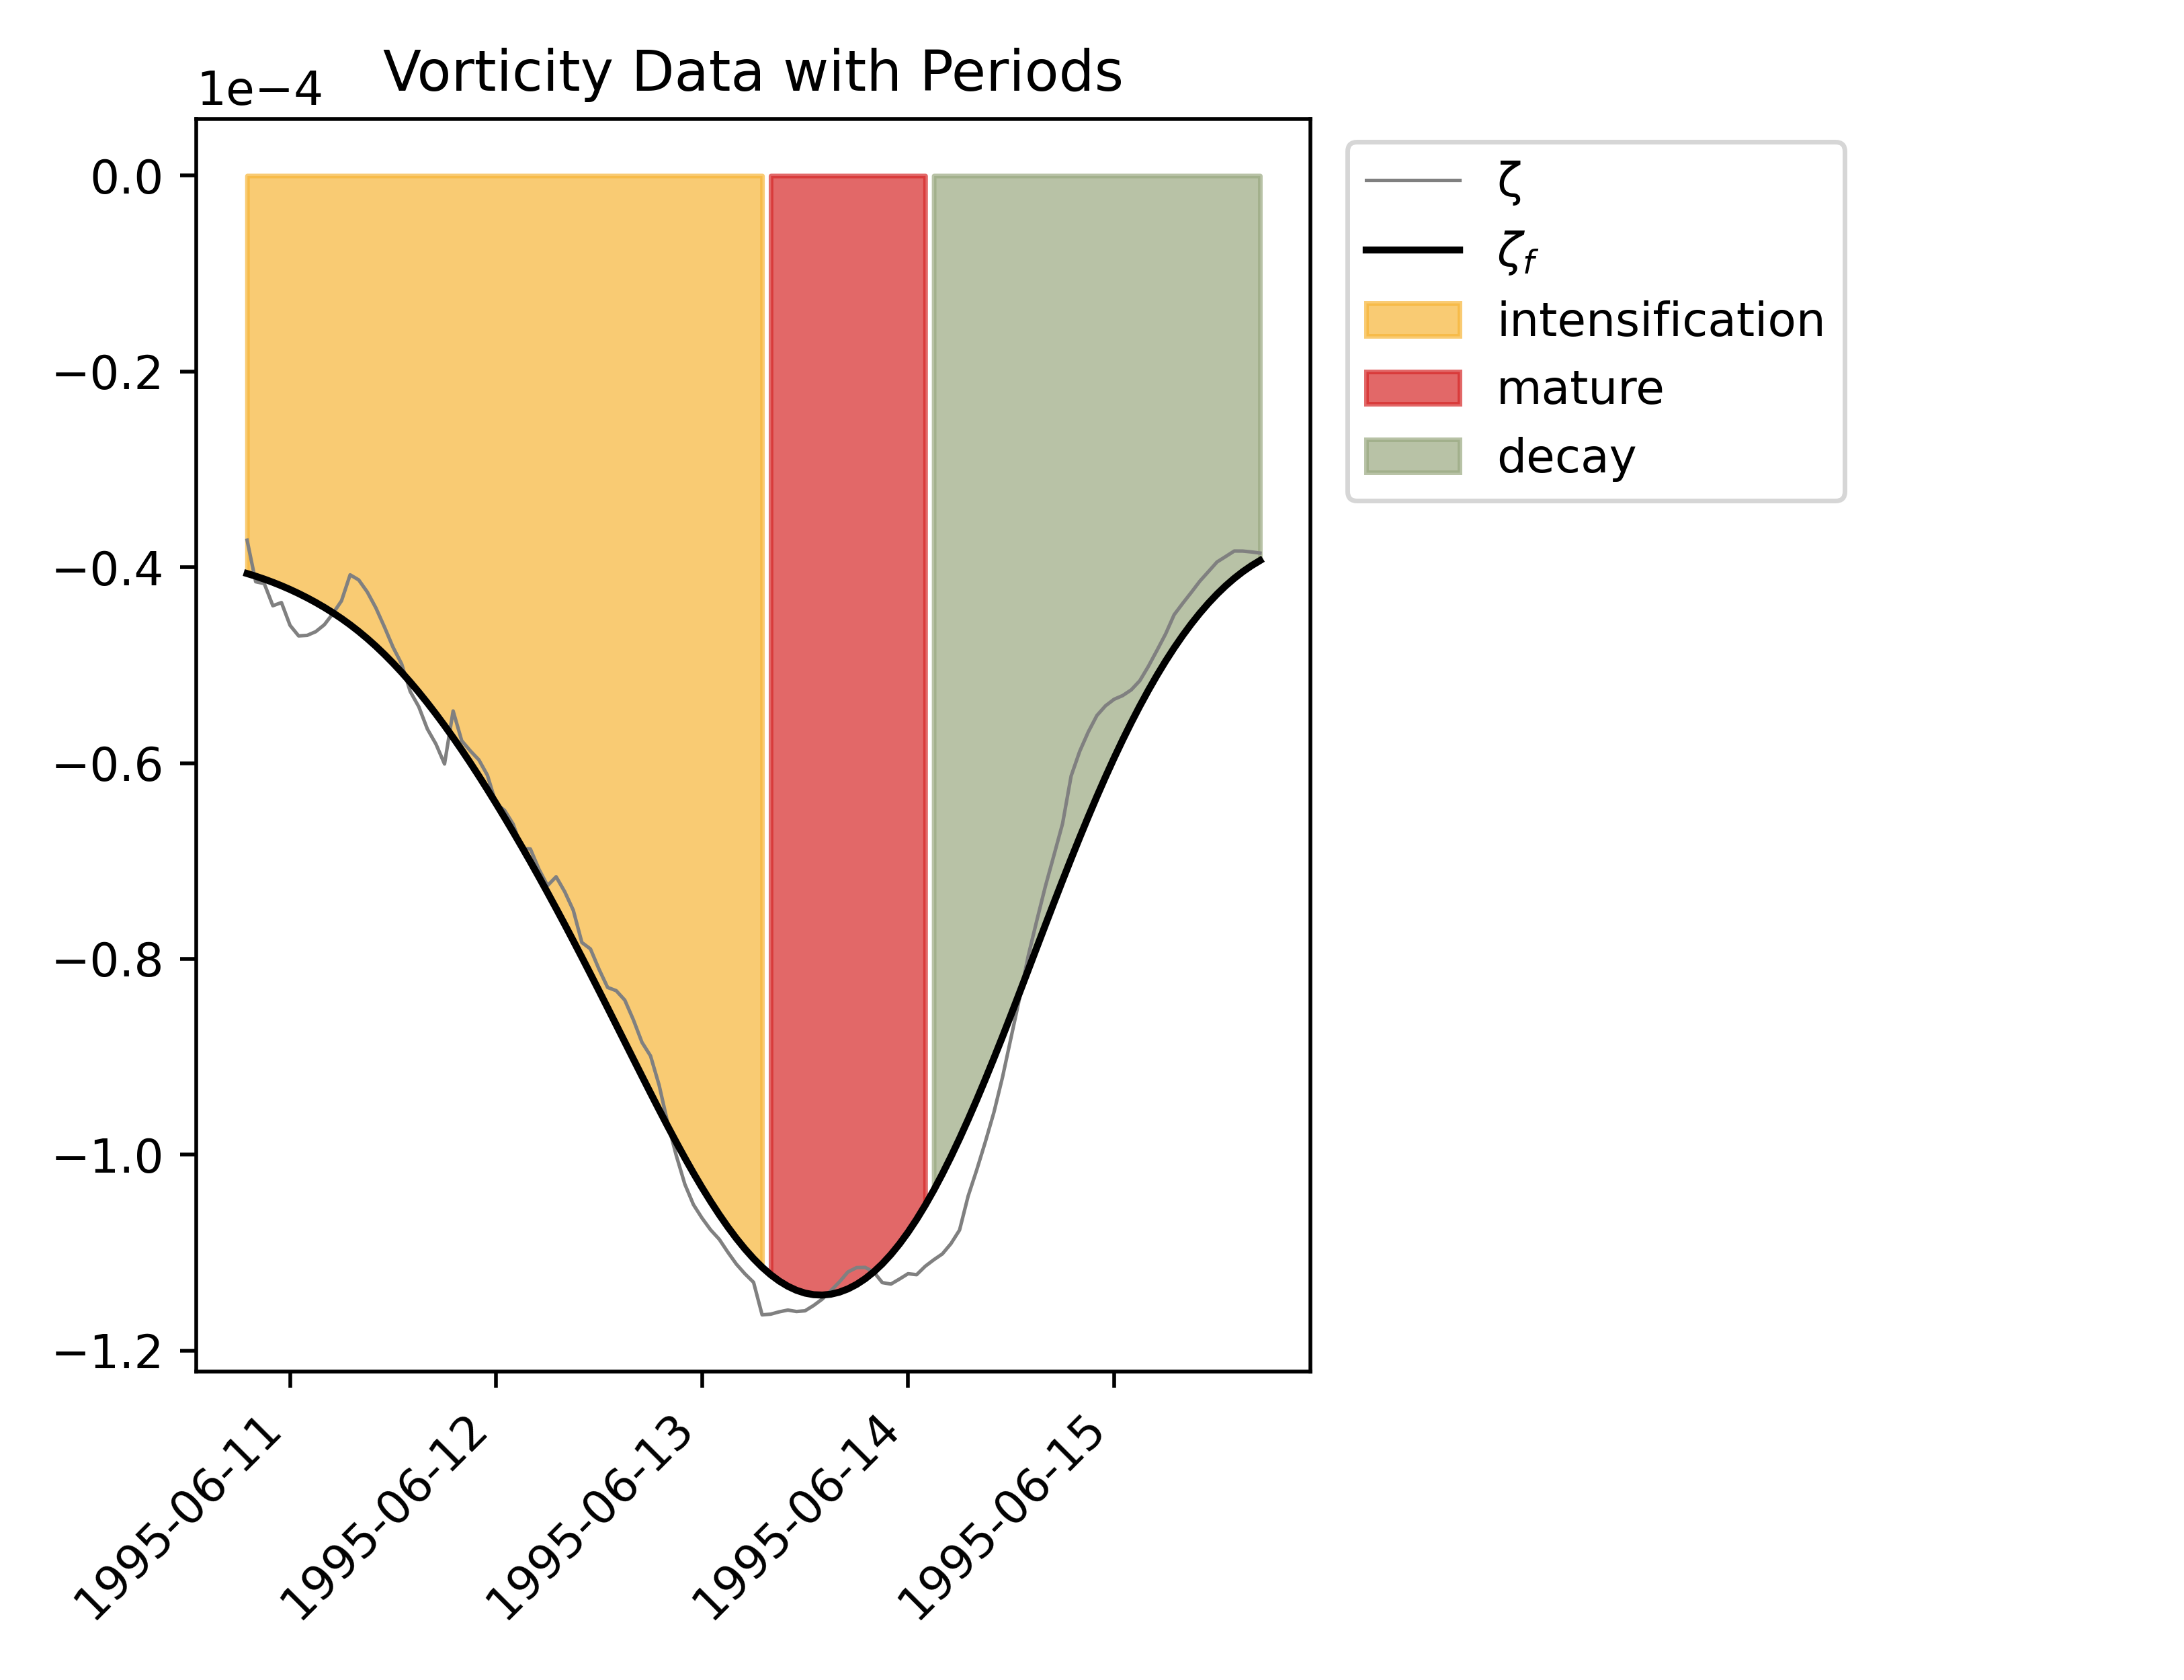 Vorticity Data with Periods
1e−4
0.0
−0.2
−0.4
−0.6
−0.8
−1.0
−1.2
1995-06-11
1995-06-12
1995-06-13
1995-06-14
1995-06-15
ζ
ζf
intensification
mature
decay